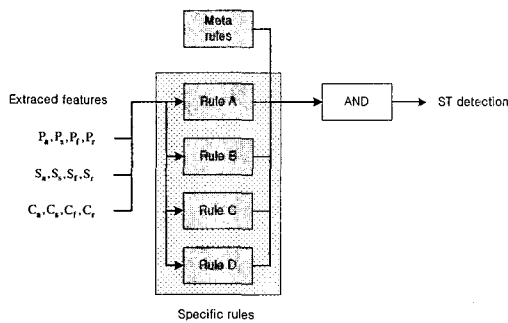 Meta
rules
Extraced features
Rule A
AND
ST detection
Pa,Ps,Pf,Pr
Rule B
Sa,Ss,Sf,Sr
Rule C
Ca,Cs,Cf,Cr
Rule D
Specific rules